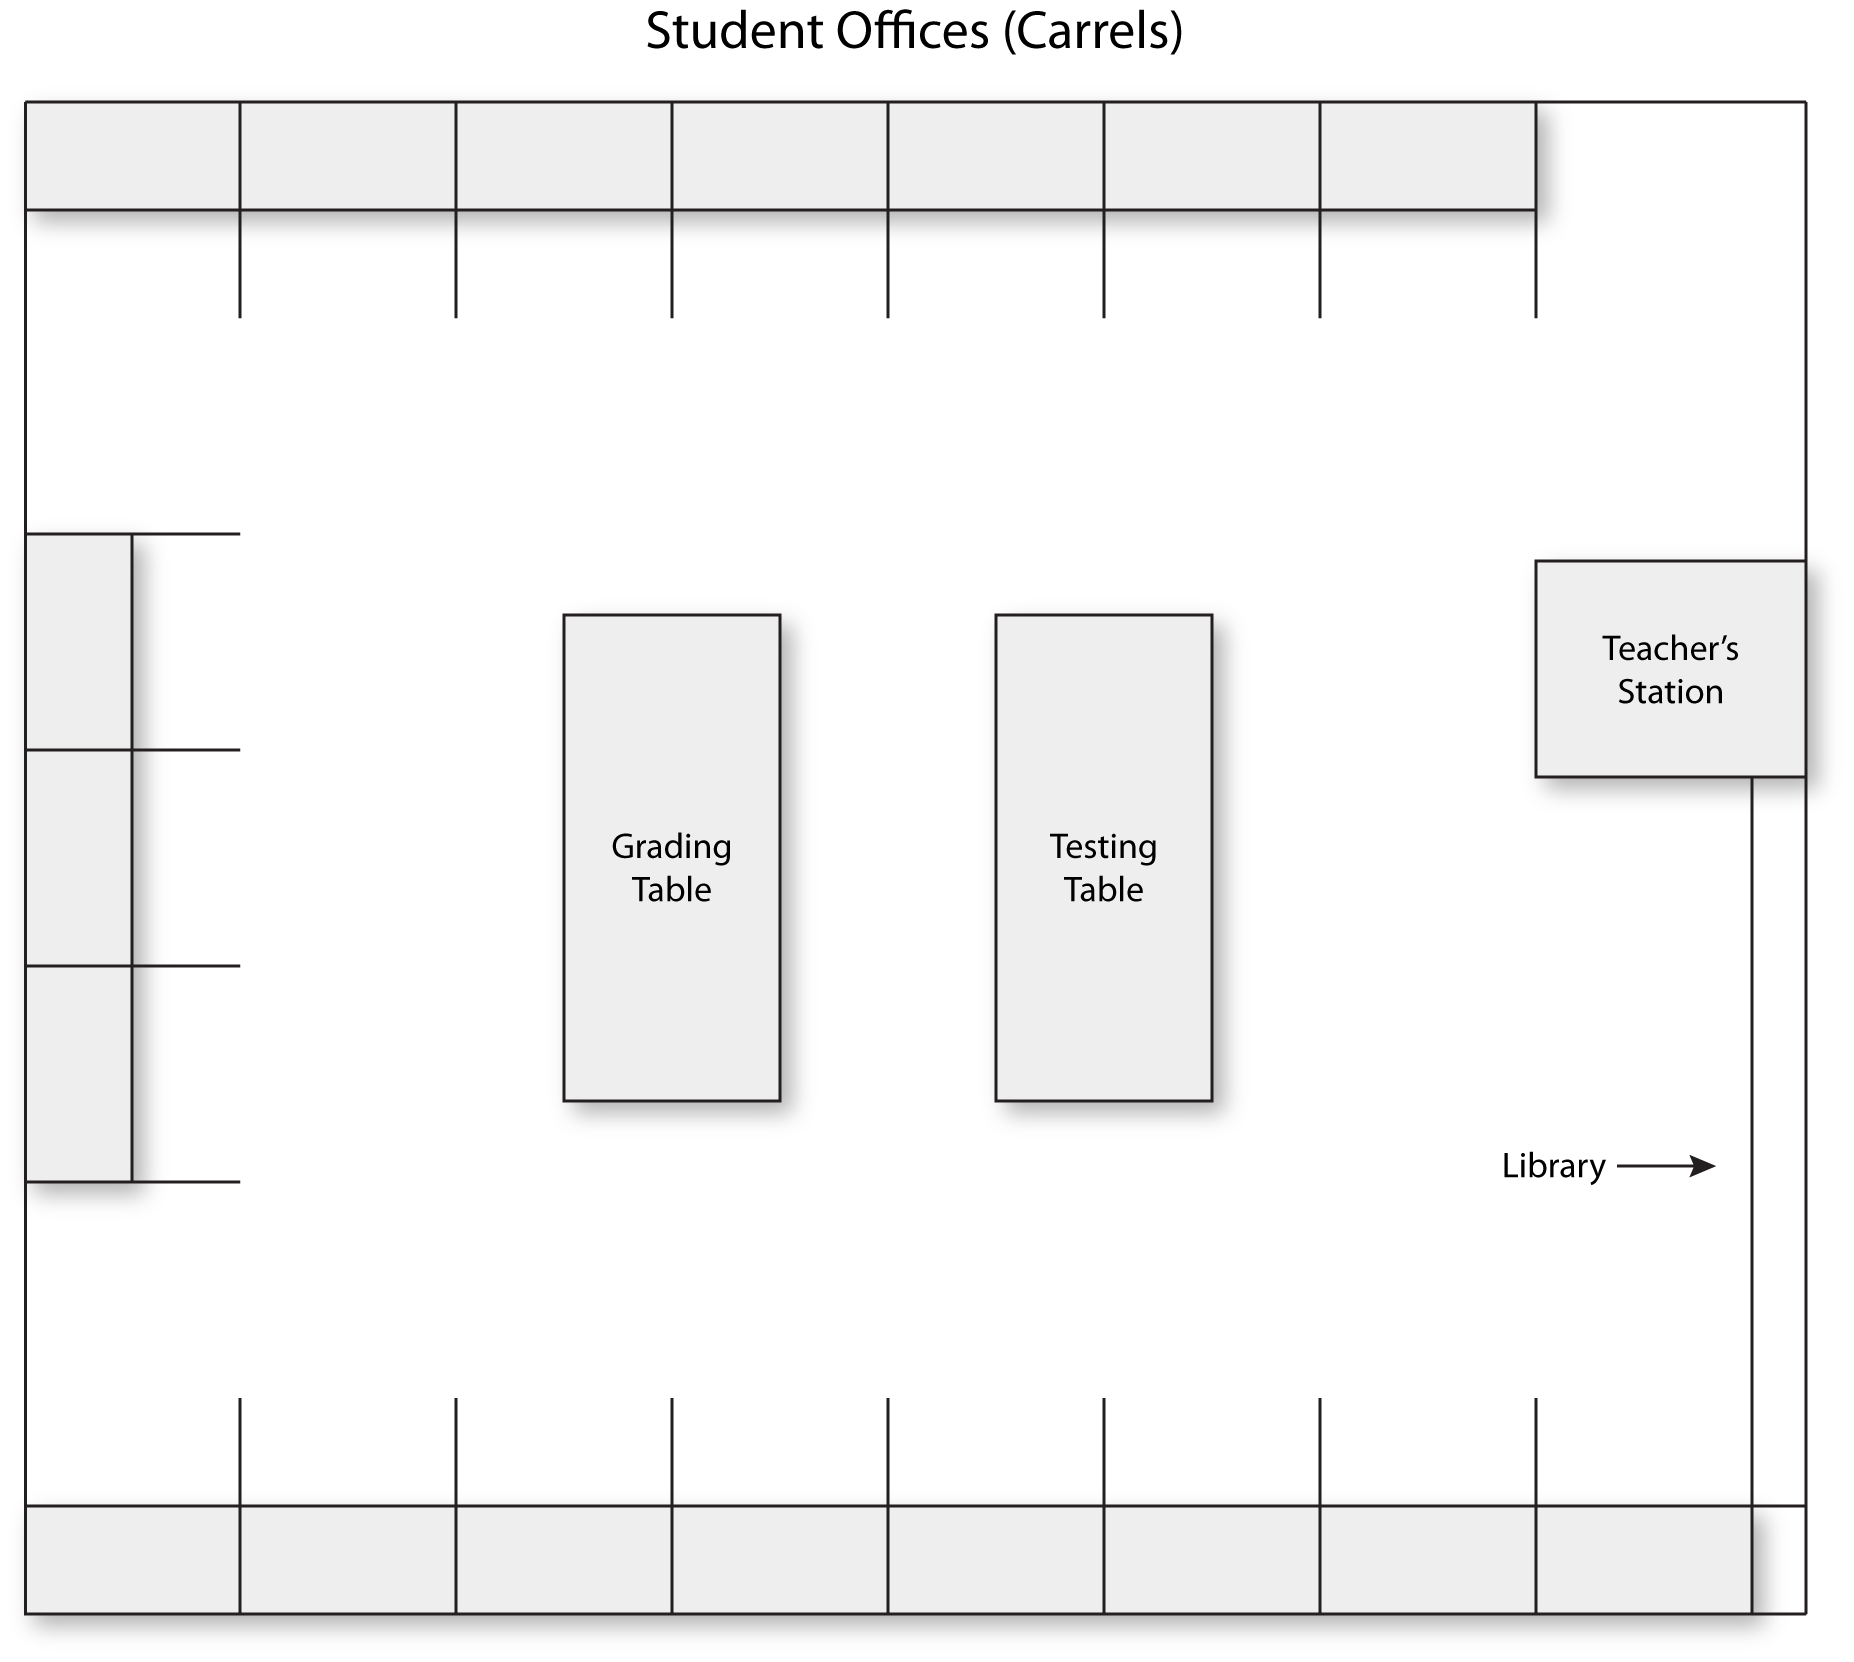 Student Offices (Carrels)
Teacher’s
Station
Grading
Table
Testing
Table
Library